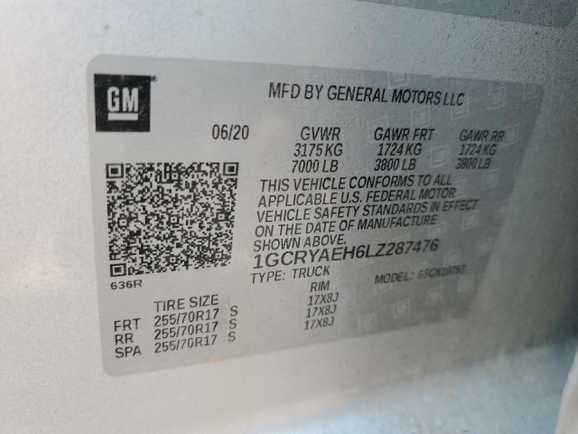 GM
MFD BY GENERAL MOTORS LLC
06/20 GVWR GAWR FRT GAWR RR
3175 KG 1724 KG 1724 KG
7000 LB 3800 LB 3800 LB
THIS VEHICLE CONFORMS TO ALL
APPLICABLE U.S. FEDERAL MOTOR
VEHICLE SAFETY STANDARDS IN EFFECT
ON THE DATE OF MANUFACTURE
SHOWN ABOVE.
1GCRYAEH6LZ287476
636R TYPE: TRUCK MODEL:
TIRE SIZE RIM
FRT 255/70R17 S 17X8J
RR 255/70R17 S 17X8J
SPA 255/70R17 S 17X8J